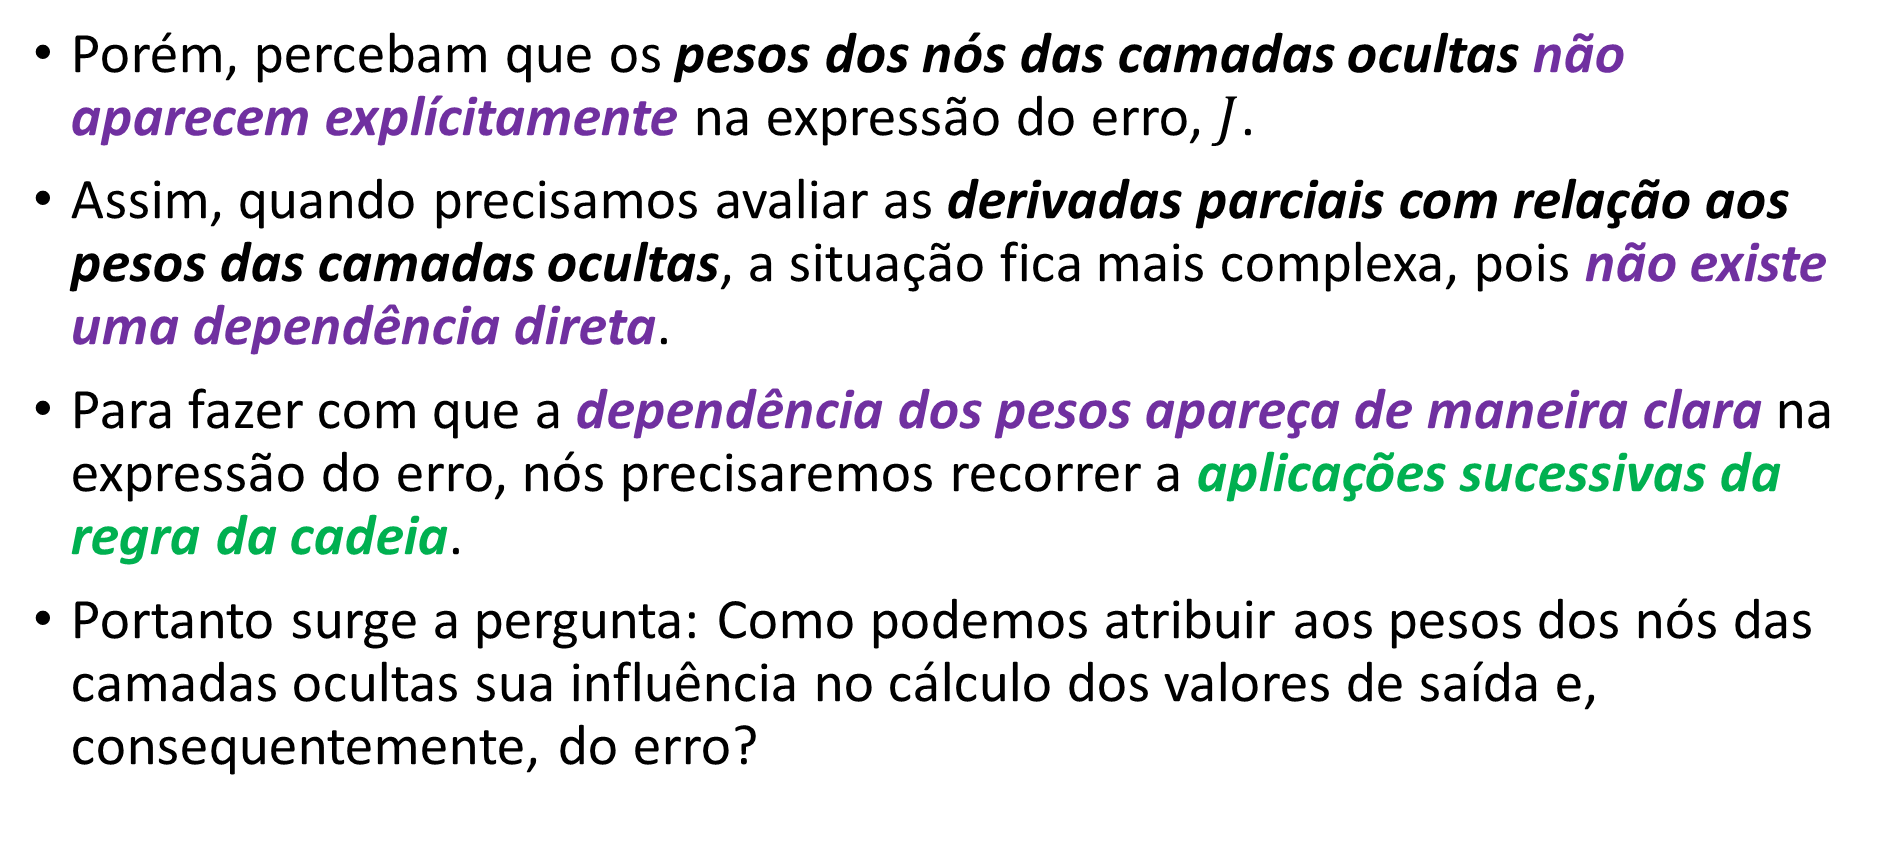 • Porém, percebam que os pesos dos nós das camadas ocultas não
aparecem explícitamente na expressão do erro, J.
• Assim, quando precisamos avaliar as derivadas parciais com relação aos
pesos das camadas ocultas, a situação fica mais complexa, pois não existe
uma dependência direta.
• Para fazer com que a dependência dos pesos apareça de maneira clara na
expressão do erro, nós precisaremos recorrer a aplicações sucessivas da
regra da cadeia.
• Portanto surge a pergunta: Como podemos atribuir aos pesos dos nós das
camadas ocultas sua influência no cálculo dos valores de saída e,
consequentemente, do erro?